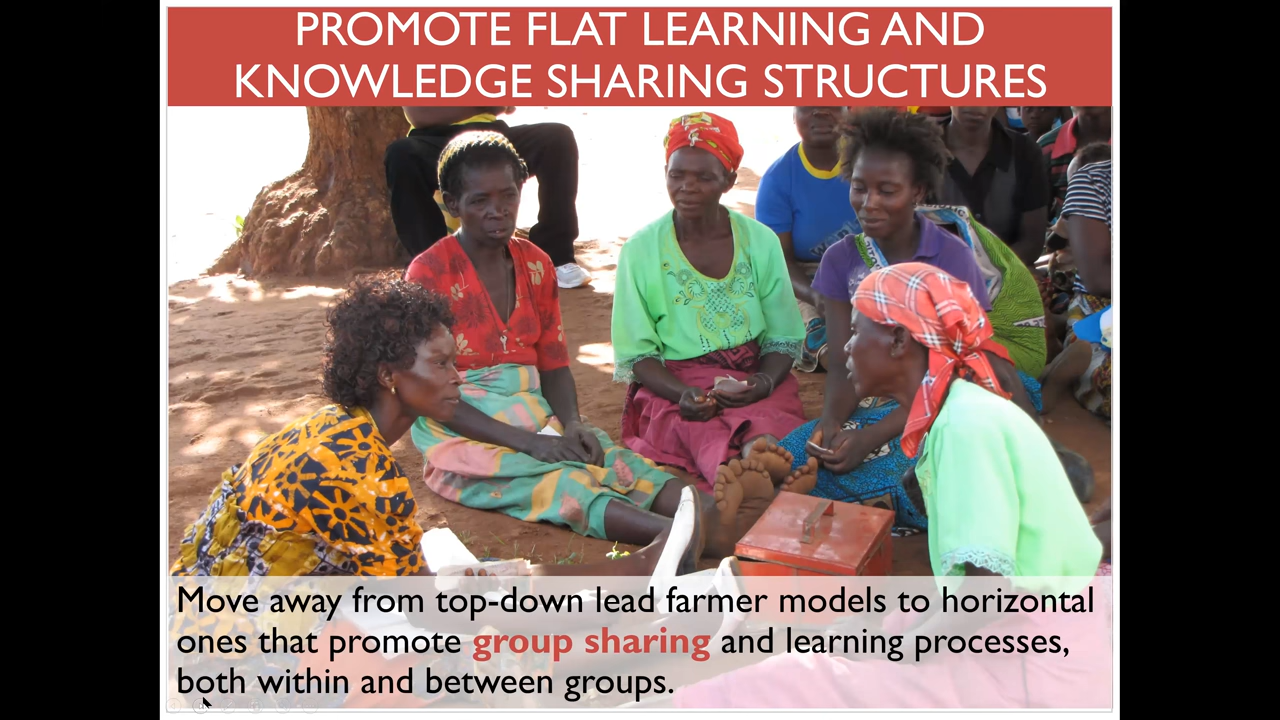 PROMOTE FLAT LEARNING AND
KNOWLEDGE SHARING STRUCTURES
Move away from top-down lead farmer models to horizontal
ones that promote group sharing and learning processes,
both within and between groups.